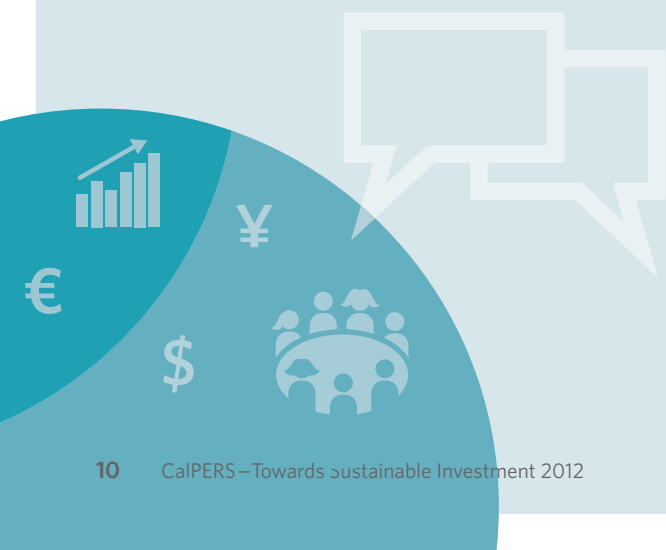 ¥
€
$
10 CalPERS – Towards Sustainable Investment 2012